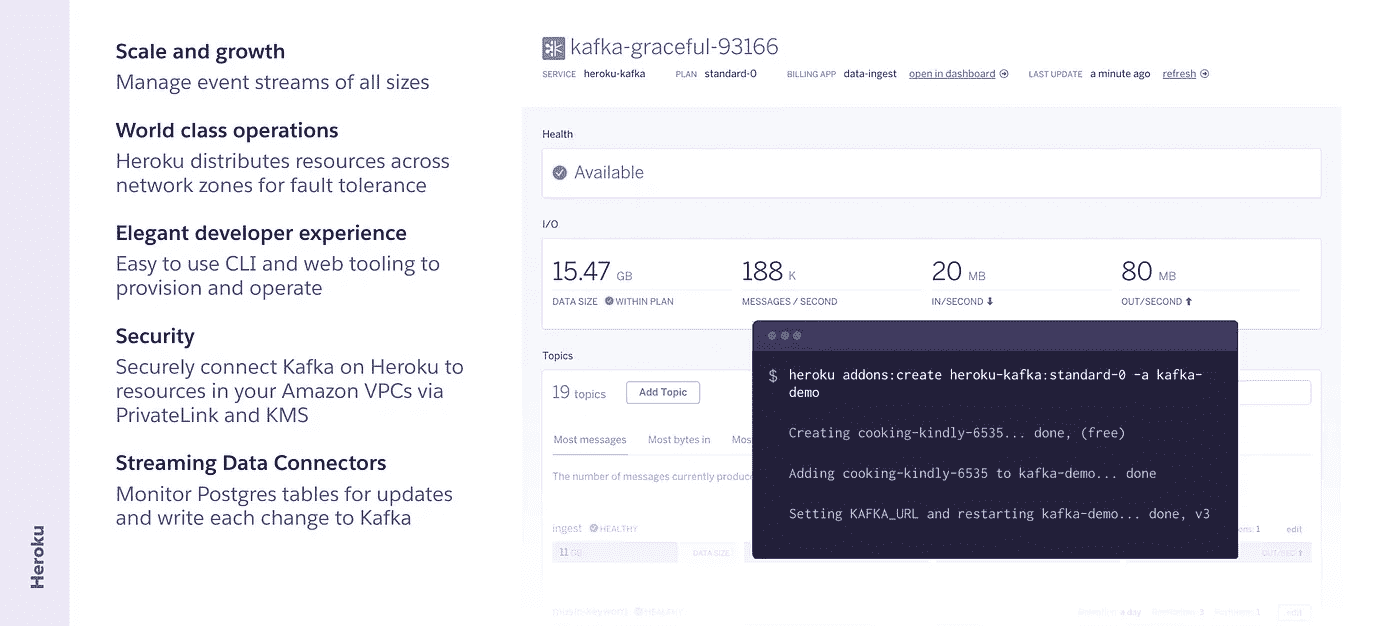 Scale and growth
Manage event streams of all sizes
World class operations
Heroku distributes resources across
network zones for fault tolerance
Elegant developer experience
Easy to use CLI and web tooling to
provision and operate
Security
Securely connect Kafka on Heroku to
resources in your Amazon VPCs via
PrivateLink and KMS
Streaming Data Connectors
Monitor Postgres tables for updates
and write each change to Kafka
Heroku
kafka-graceful-93166
SERVICE heroku-kafka PLAN standard-0 BILLING APP data-ingest open in dashboard LAST UPDATE a minute ago refresh
Health
Available
I/O
15.47 GB 188 K 20 MB 80 MB
DATA SIZE WITHIN PLAN MESSAGES / SECOND IN/SECOND OUT/SECOND
Topics
19 topics Add Topic
Most messages Most bytes in Mos
The number of messages currently produce
ingest HEALTHY 1 edit
11 GB DATA SIZE OUT/SEC
HEALTHY a day 3 1 edit
$ heroku addons:create heroku-kafka:standard-0 -a kafka-
demo
Creating cooking-kindly-6535... done, (free)
Adding cooking-kindly-6535 to kafka-demo... done
Setting KAFKA_URL and restarting kafka-demo... done, v3